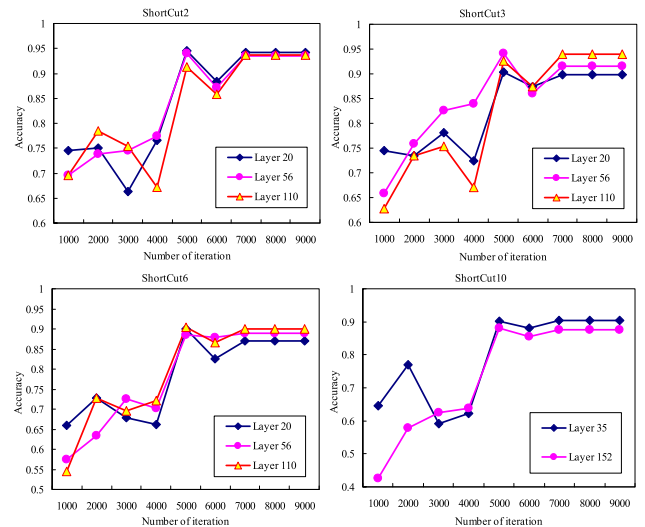 ShortCut2
Accuracy
1
0.95
0.9
0.85
0.8
0.75
0.7
0.65
0.6
1000 2000 3000 4000 5000 6000 7000 8000 9000
Number of iteration
Layer 20
Layer 56
Layer 110
ShortCut3
Accuracy
1
0.95
0.9
0.85
0.8
0.75
0.7
0.65
0.6
1000 2000 3000 4000 5000 6000 7000 8000 9000
Number of iteration
Layer 20
Layer 56
Layer 110
ShortCut6
Accuracy
1
0.95
0.9
0.85
0.8
0.75
0.7
0.65
0.6
0.55
0.5
1000 2000 3000 4000 5000 6000 7000 8000 9000
Number of iteration
Layer 20
Layer 56
Layer 110
ShortCut10
Accuracy
1
0.9
0.8
0.7
0.6
0.5
0.4
1000 2000 3000 4000 5000 6000 7000 8000 9000
Number of iteration
Layer 35
Layer 152